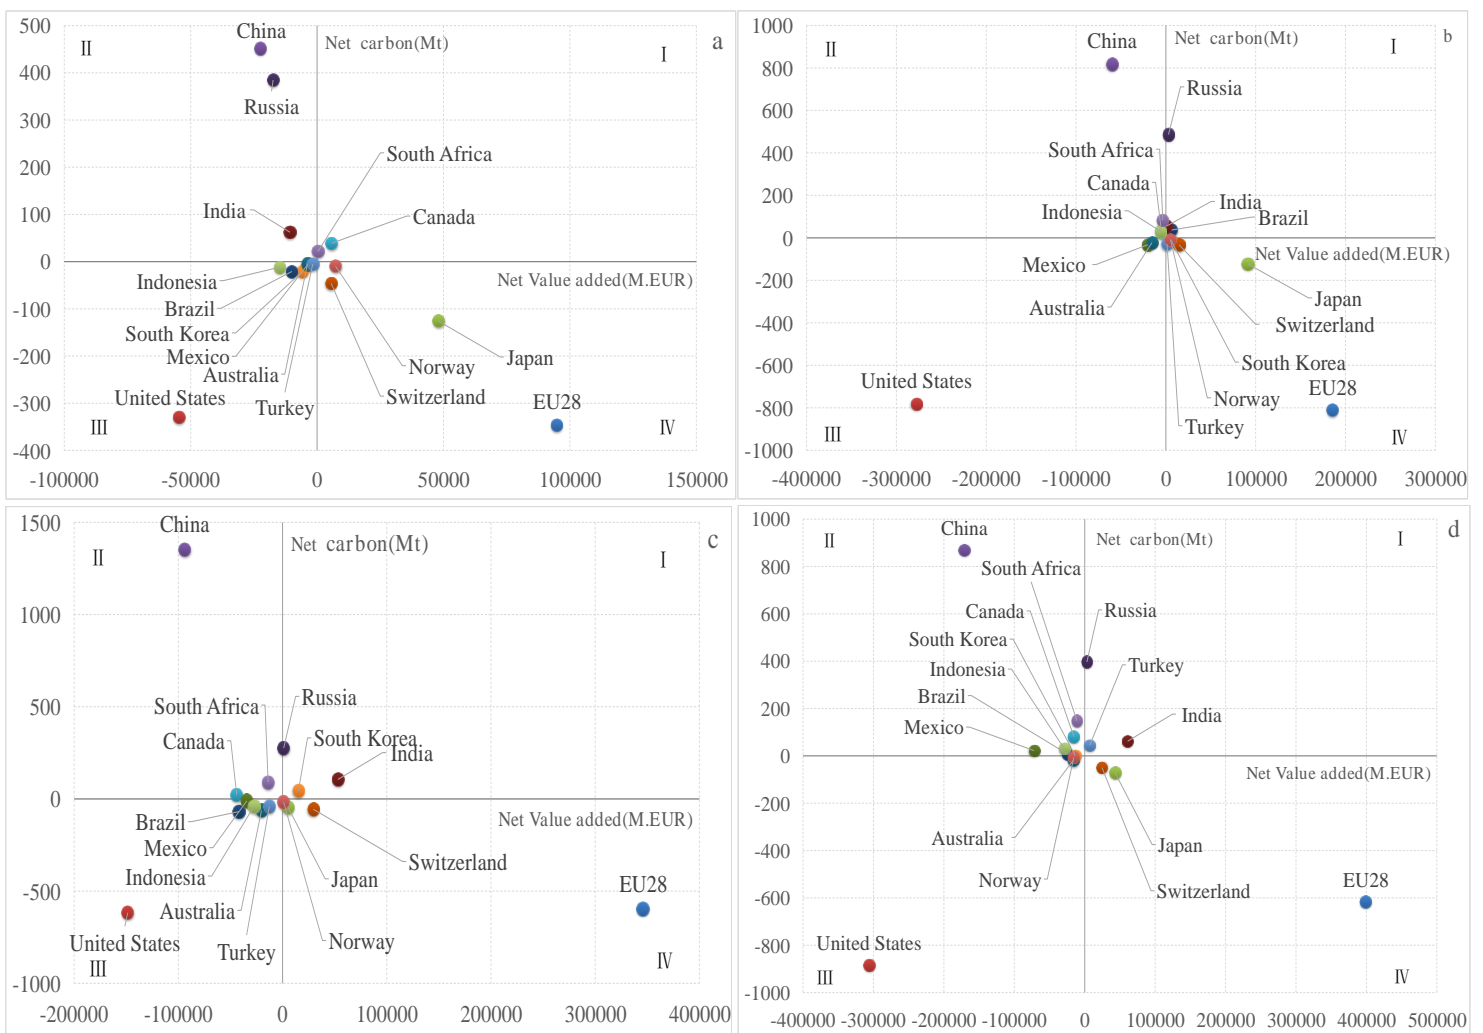 500
China
Ⅱ
Net carbon(Mt)
a
Ⅰ
400
Russia
300
South Africa
200
India
Canada
100
0
Indonesia
Net Value added(M.EUR)
Brazil
-100
South Korea
Mexico
Norway
Japan
-200
Australia
United States
Turkey
Switzerland
EU28
-300
Ⅲ
Ⅳ
-400
-100000 -50000 0 50000 100000 150000
1000
Ⅱ
China
Net carbon(Mt)
b
Ⅰ
800
Russia
600
400
South Africa
Canada
200
Indonesia
India
Brazil
0
Net Value added(M.EUR)
Mexico
-200
Australia
Japan
Switzerland
-400
South Korea
-600
United States
Norway
EU28
-800
Turkey
Ⅲ
Ⅳ
-1000
-400000 -300000 -200000 -100000 0 100000 200000 300000
1500
China
Net carbon(Mt)
c
Ⅱ
Ⅰ
1000
Russia
500
South Africa
South Korea
Canada
India
0
Brazil
Net Value added(M.EUR)
Mexico
Switzerland
Indonesia
Japan
-500
EU28
Australia
United States
Turkey
Norway
Ⅲ
Ⅳ
-1000
-200000 -100000 0 100000 200000 300000 400000
1000
China
Ⅱ
Net carbon(Mt)
Ⅰ
d
800
South Africa
Canada
Russia
600
South Korea
Indonesia
Turkey
400
Brazil
India
200
Mexico
0
Net Value added(M.EUR)
-200
Australia
Japan
-400
Norway
Switzerland
EU28
-600
United States
-800
Ⅲ
Ⅳ
-1000
-400000 -300000 -200000 -100000 0 100000 200000 300000 400000 500000